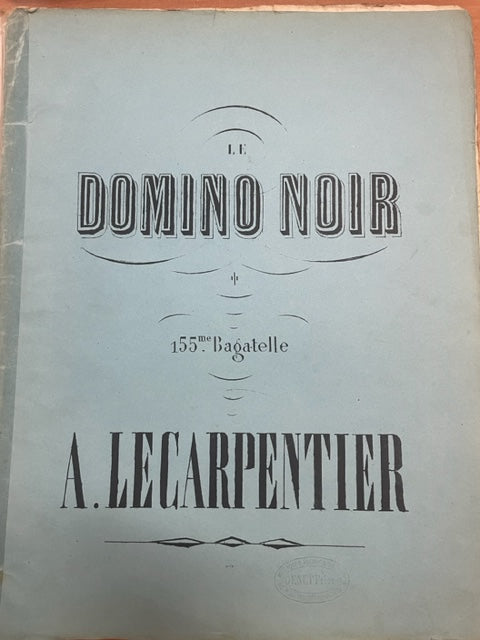 LE
DOMINO NOIR
155me. Bagatelle
A. LECARPENTIER